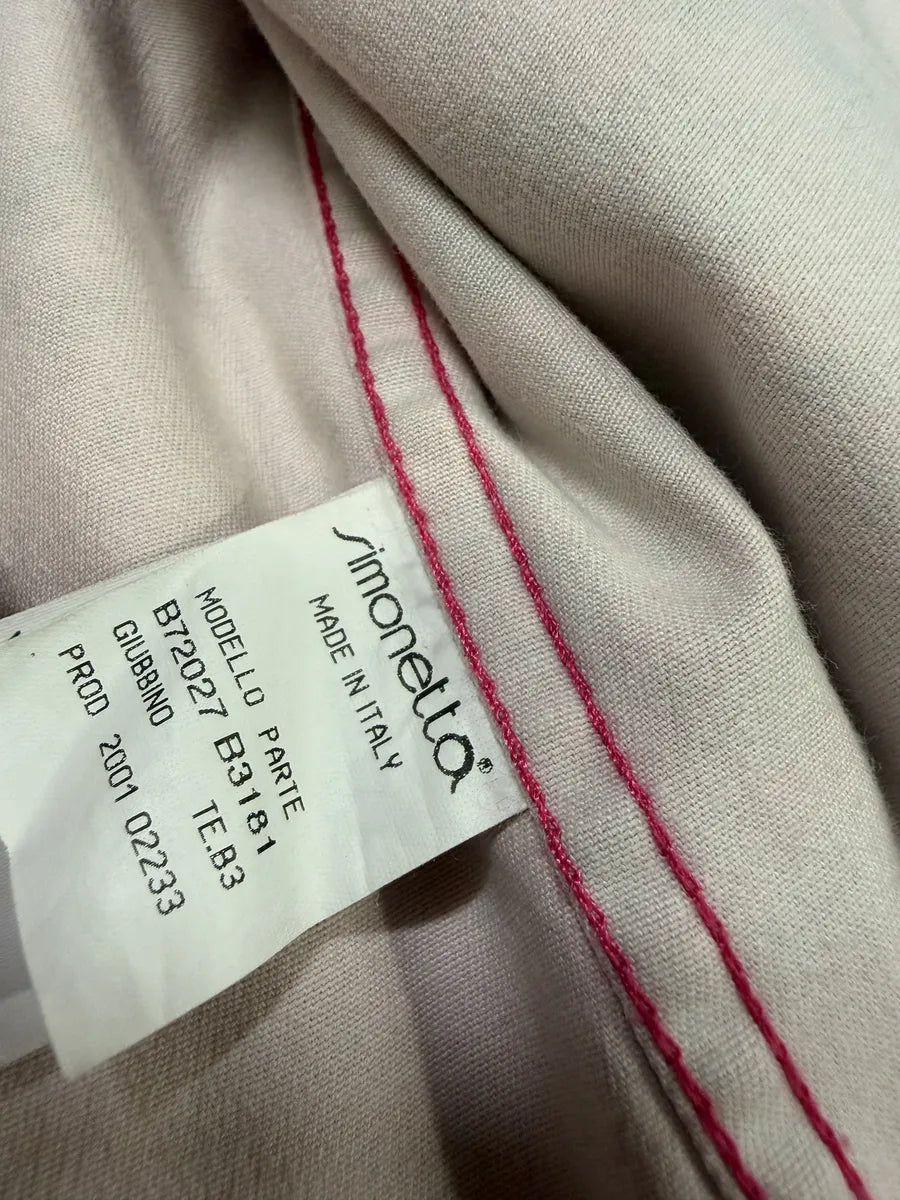 simonetta®
MADE IN ITALY
MODELLO PARTE
B72027 B3181
GIUBBINO TE.B3
PROD 2001 02233